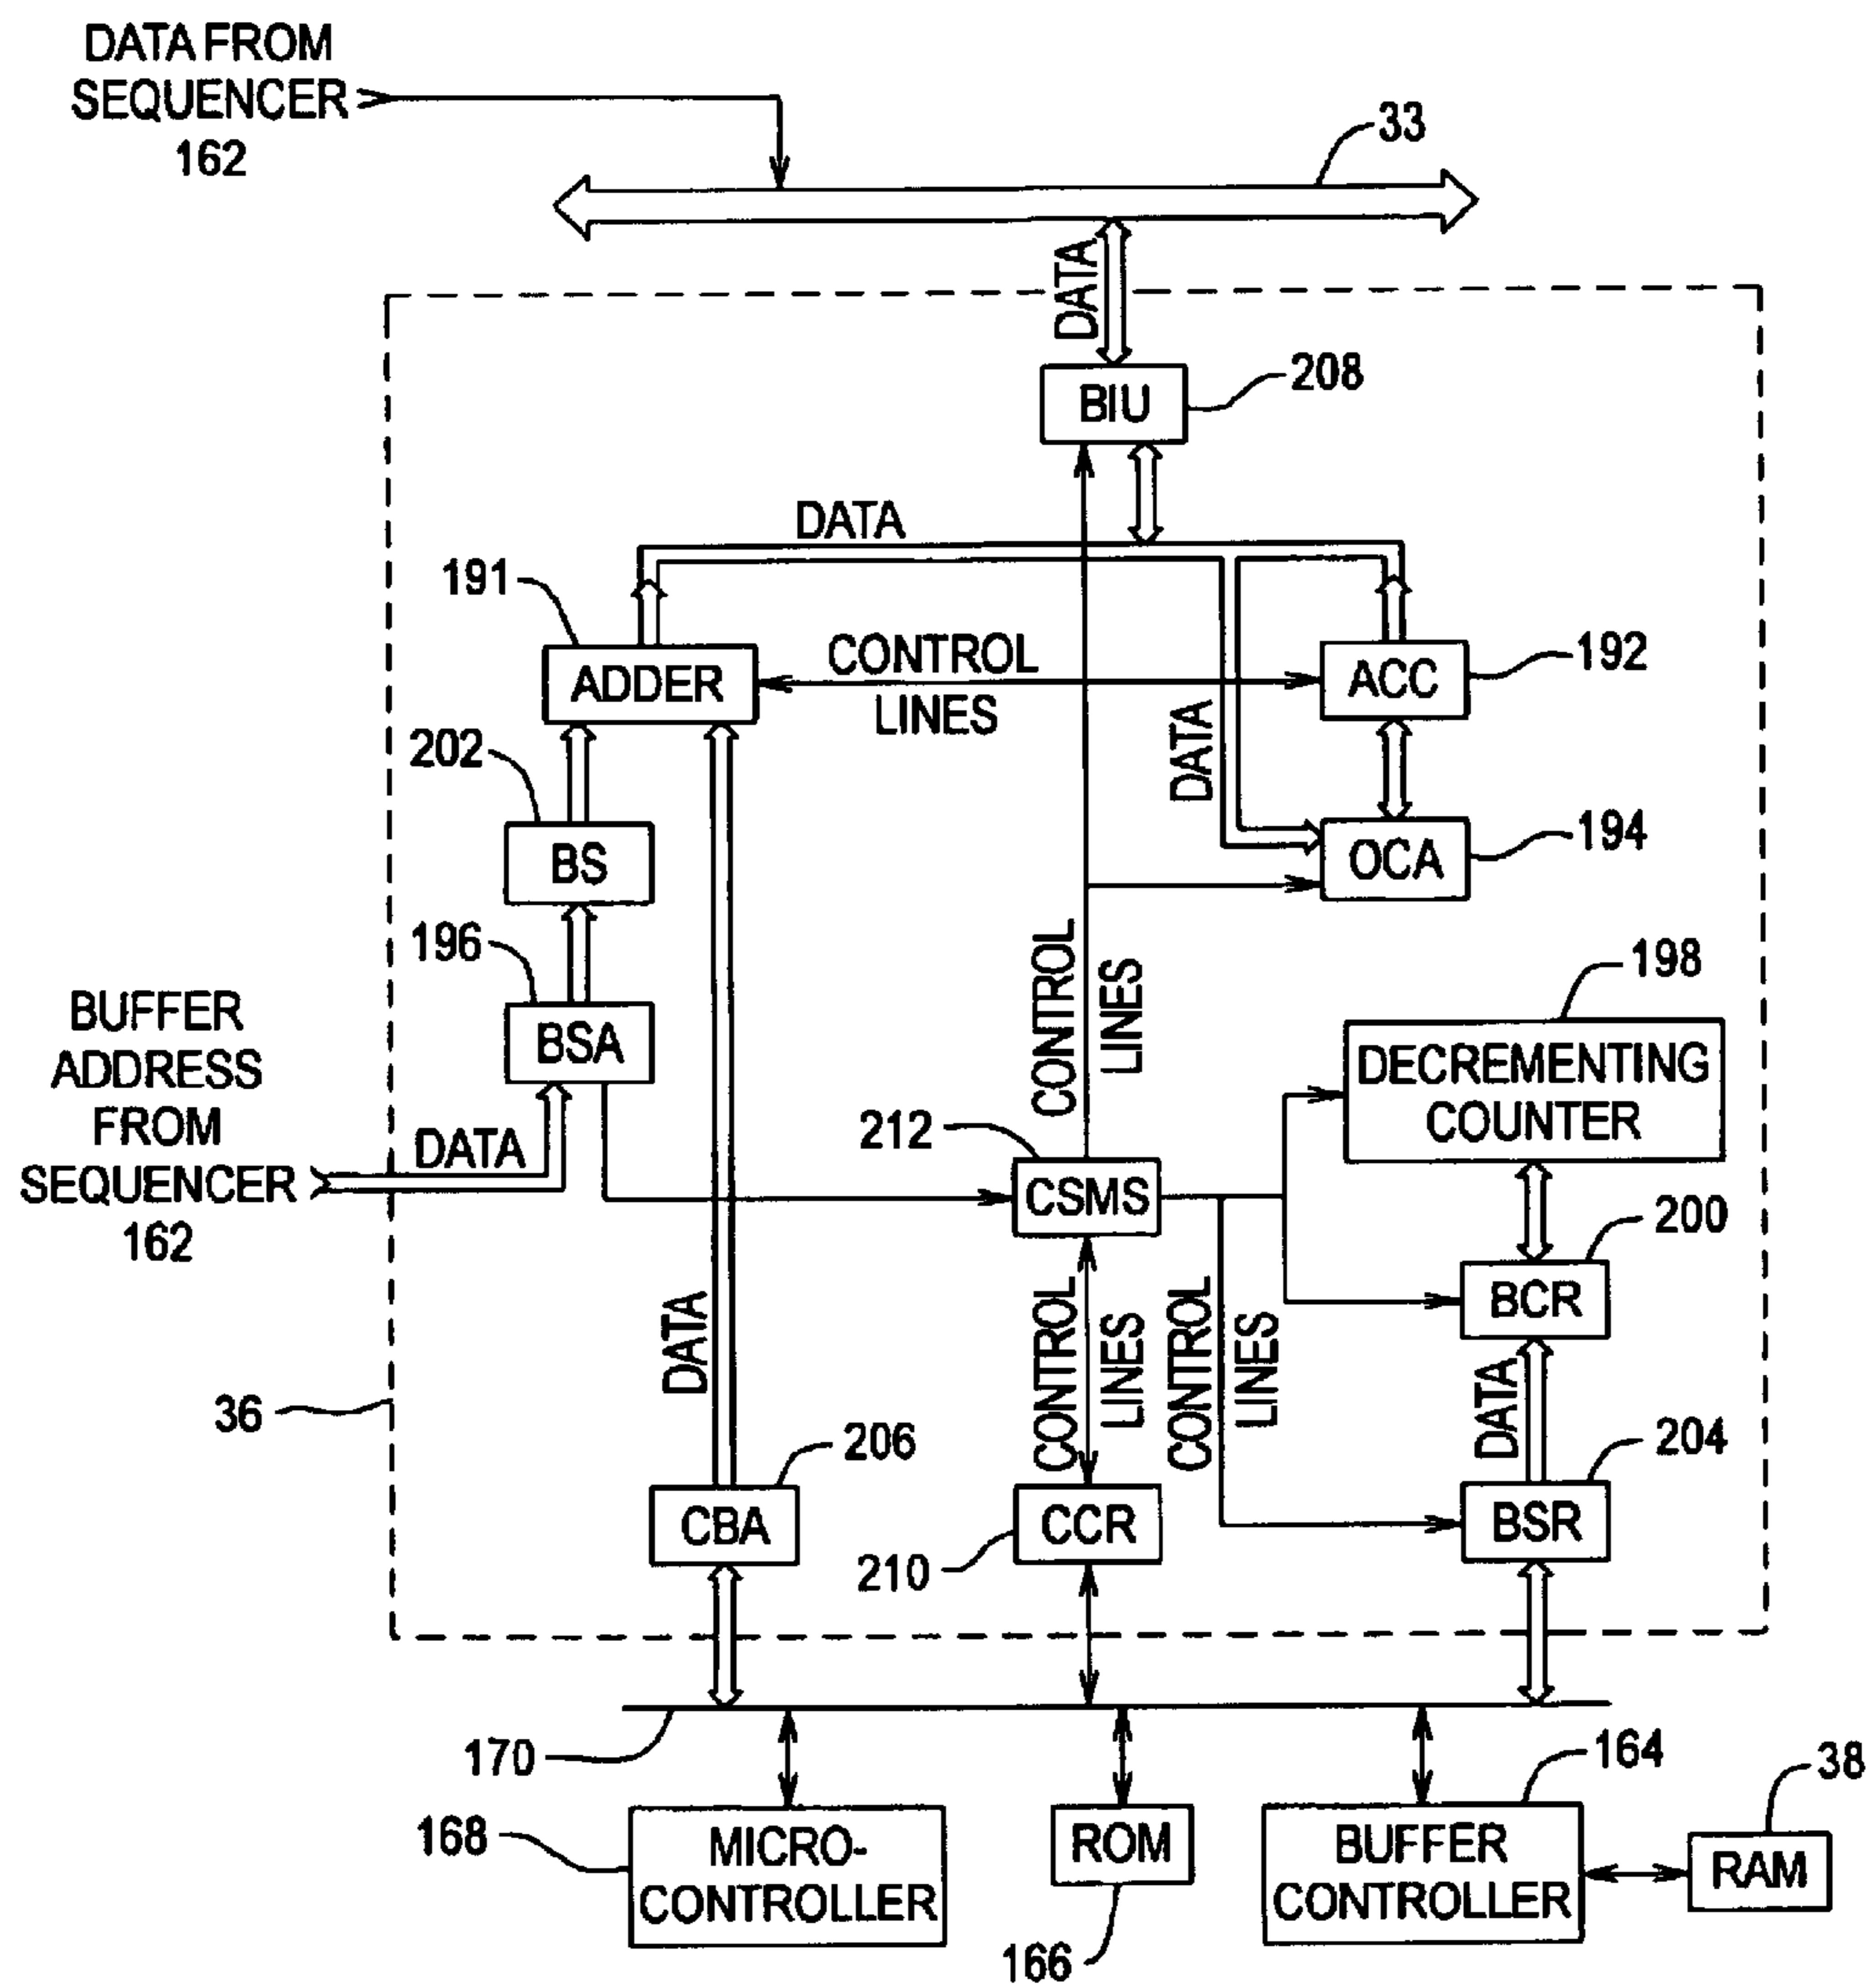 DATA FROM
SEQUENCER
162
33
DATA
BIU
208
DATA
191
ADDER
CONTROL
LINES
ACC
192
202
BS
DATA
OCA
194
196
BSA
BUFFER
ADDRESS
FROM
SEQUENCER
162
DATA
CONTROL
LINES
198
DECREMENTING
COUNTER
212
CSMS
200
BCR
DATA
CONTROL
LINES
CONTROL
LINES
DATA
36
206
CBA
CCR
210
204
BSR
170
168
MICRO-
CONTROLLER
ROM
166
164
BUFFER
CONTROLLER
38
RAM